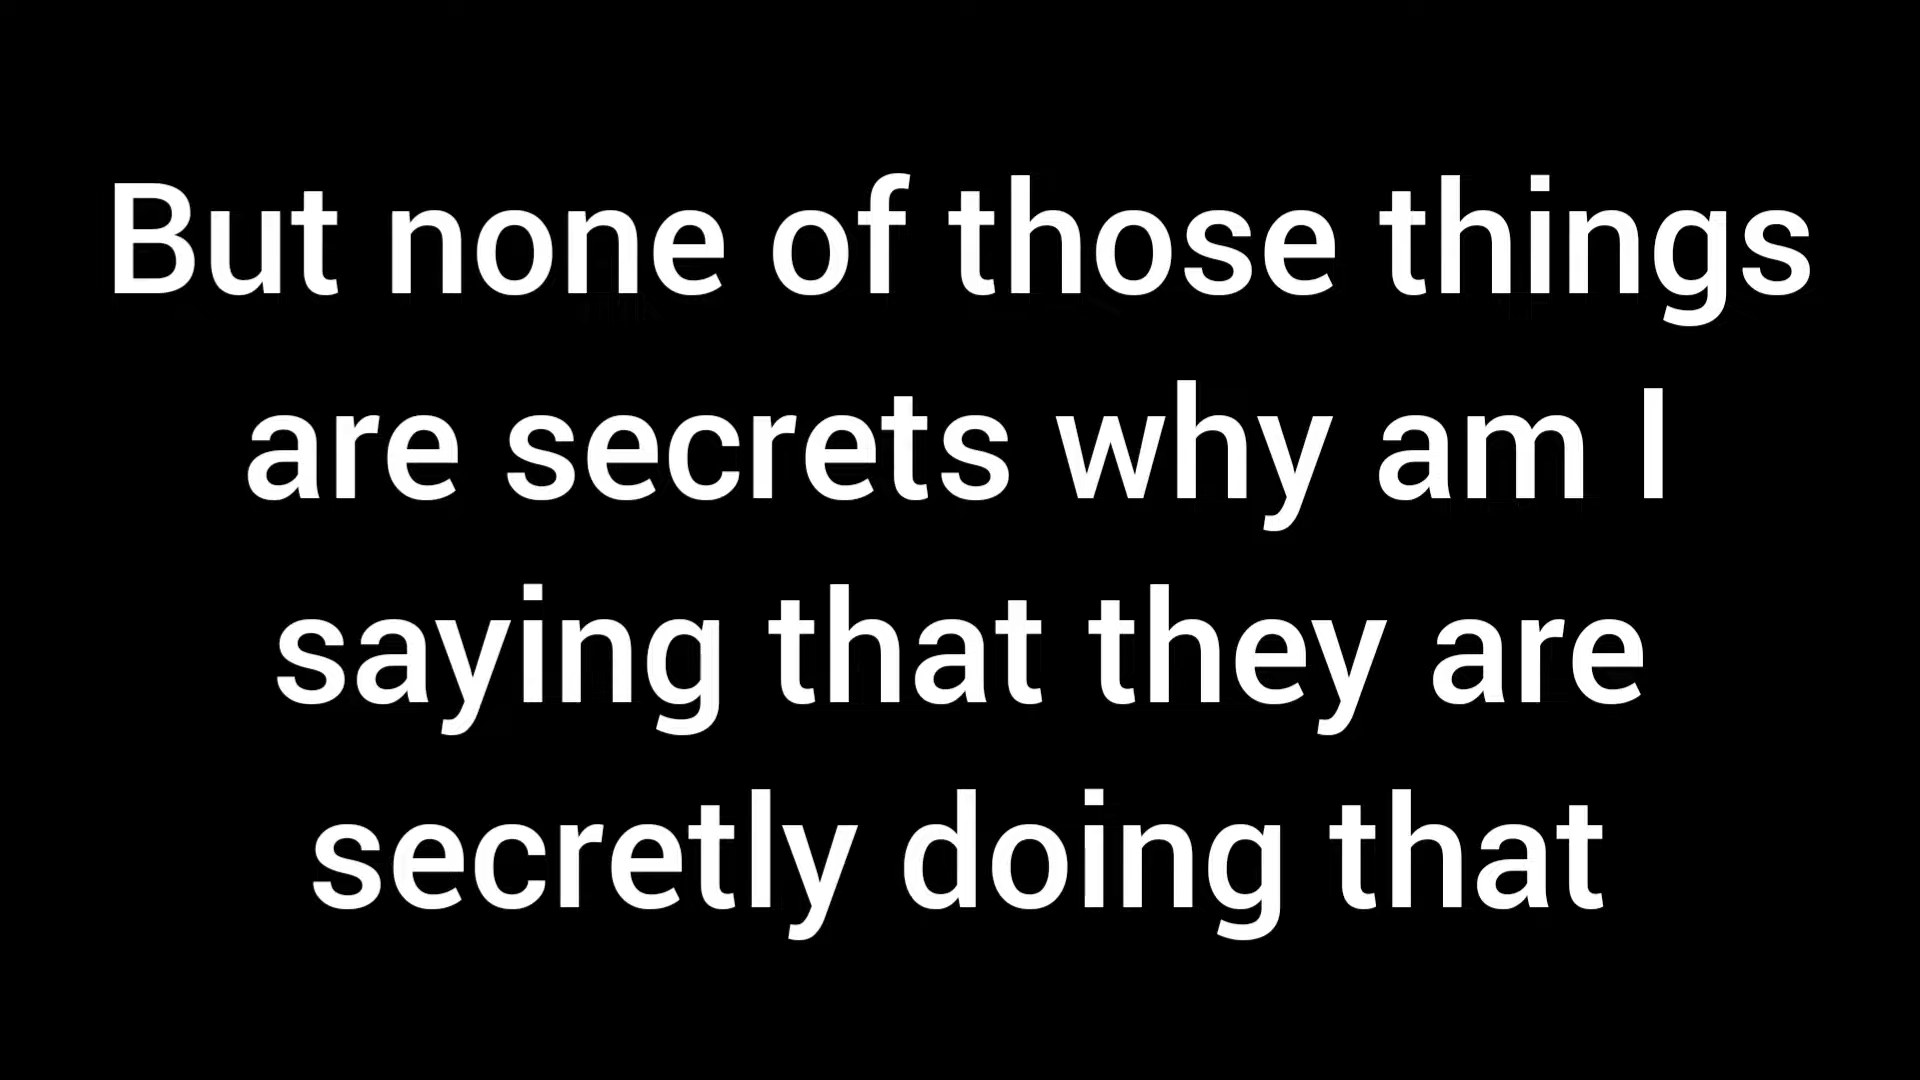 But none of those things
are secrets why am I
saying that they are
secretly doing that